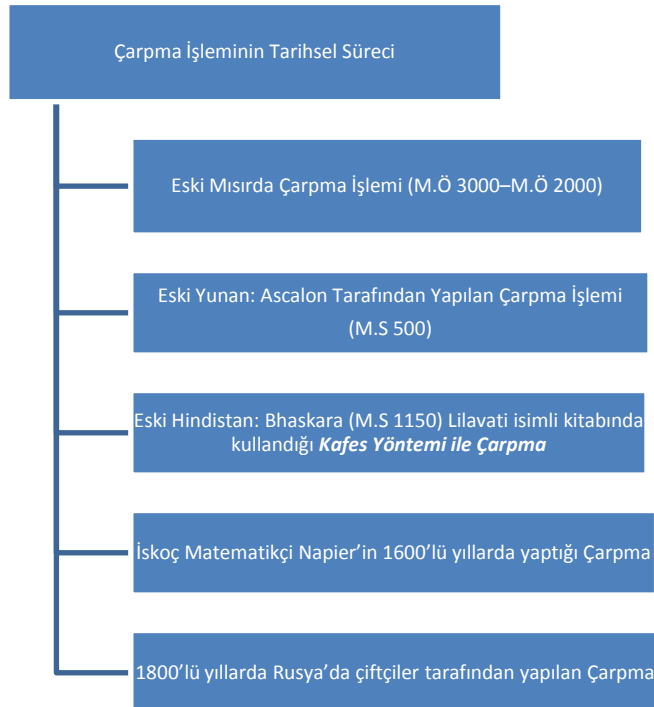 Çarpma İşleminin Tarihsel Süreci
Eski Mısırda Çarpma İşlemi (M.Ö 3000–M.Ö 2000)
Eski Yunan: Ascalon Tarafından Yapılan Çarpma İşlemi
(M.S 500)
Eski Hindistan: Bhaskara (M.S 1150) Lilavati isimli kitabında
kullandığı Kafes Yöntemi ile Çarpma
İskoç Matematikçi Napier’in 1600’lü yıllarda yaptığı Çarpma
1800’lü yıllarda Rusya’da çiftçiler tarafından yapılan Çarpma